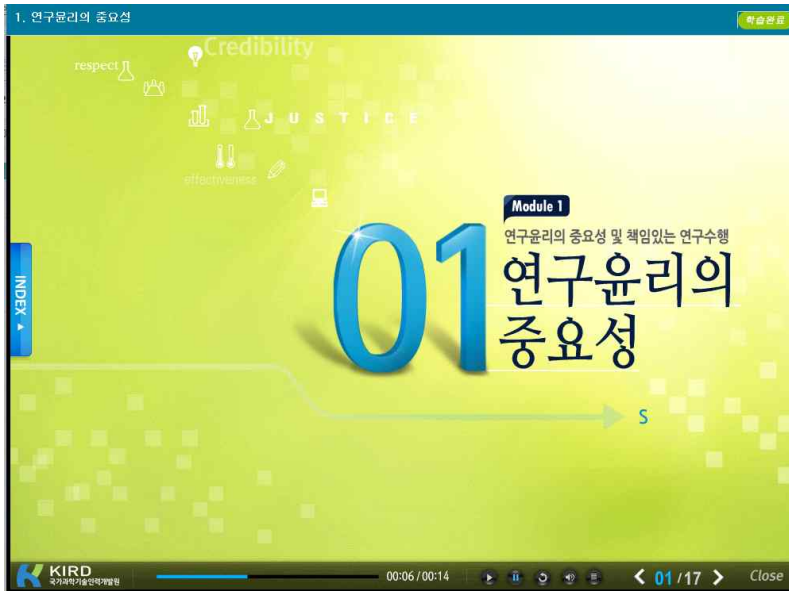 1. 연구윤리의 중요성
학습완료
Credibility
respect
JUSTICE
effectiveness
INDEX
01
Module 1
연구윤리의 중요성 및 책임있는 연구수행
연구윤리의
중요성
S
KIRD
국가과학기술인력개발원
00:06 / 00:14
01 / 17
Close